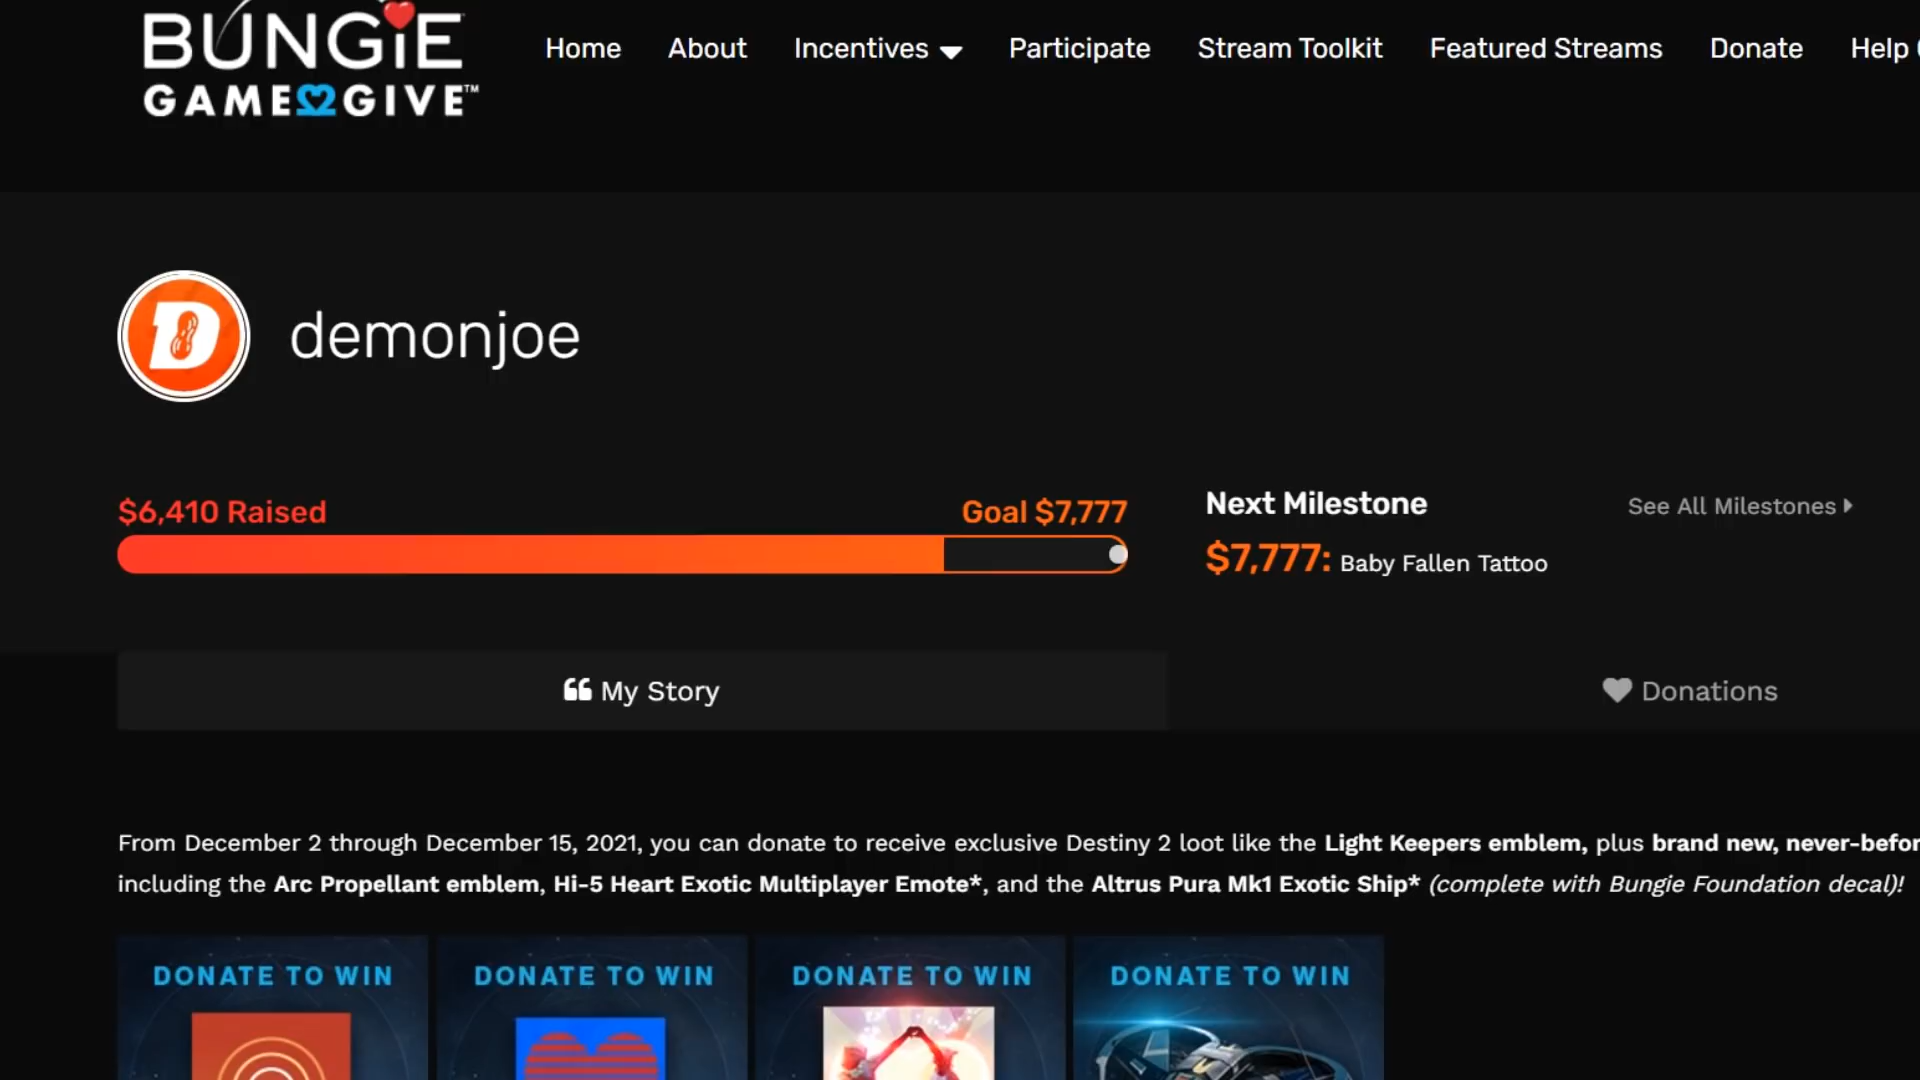 BUNGiE
GAME2GIVE™
Home
About
Incentives
Participate
Stream Toolkit
Featured Streams
Donate
Help
D
demonjoe
$6,410 Raised
Goal $7,777
Next Milestone
See All Milestones
$7,777: Baby Fallen Tattoo
My Story
Donations
From December 2 through December 15, 2021, you can donate to receive exclusive Destiny 2 loot like the Light Keepers emblem, plus brand new, never-befor
including the Arc Propellant emblem, Hi-5 Heart Exotic Multiplayer Emote*, and the Altrus Pura Mk1 Exotic Ship* (complete with Bungie Foundation decal)!
DONATE TO WIN
DONATE TO WIN
DONATE TO WIN
DONATE TO WIN